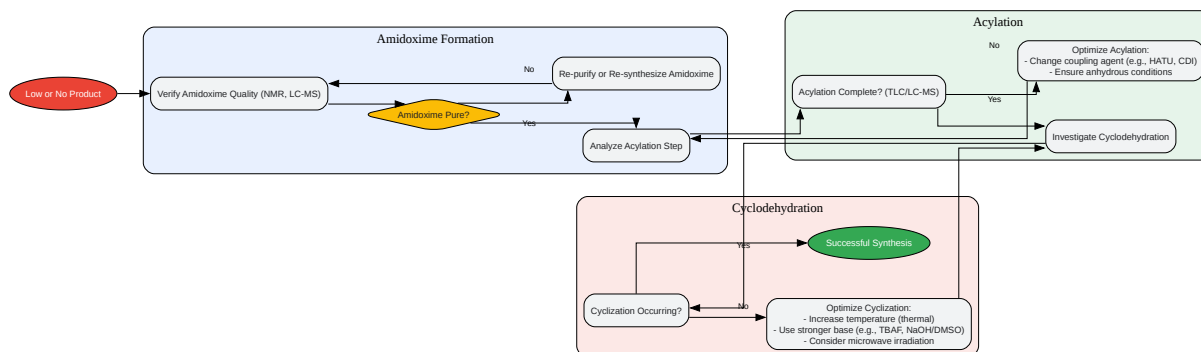 Amidoxime Formation
Low or No Product
Verify Amidoxime Quality (NMR, LC-MS)
Amidoxime Pure?
No
Re-purify or Re-synthesize Amidoxime
Yes
Analyze Acylation Step
Acylation
Acylation Complete? (TLC/LC-MS)
No
Optimize Acylation:
- Change coupling agent (e.g., HATU, CDI)
- Ensure anhydrous conditions
Yes
Investigate Cyclodehydration
Cyclodehydration
Cyclization Occurring?
Yes
Successful Synthesis
No
Optimize Cyclization:
- Increase temperature (thermal)
- Use stronger base (e.g., TBAF, NaOH/DMSO)
- Consider microwave irradiation